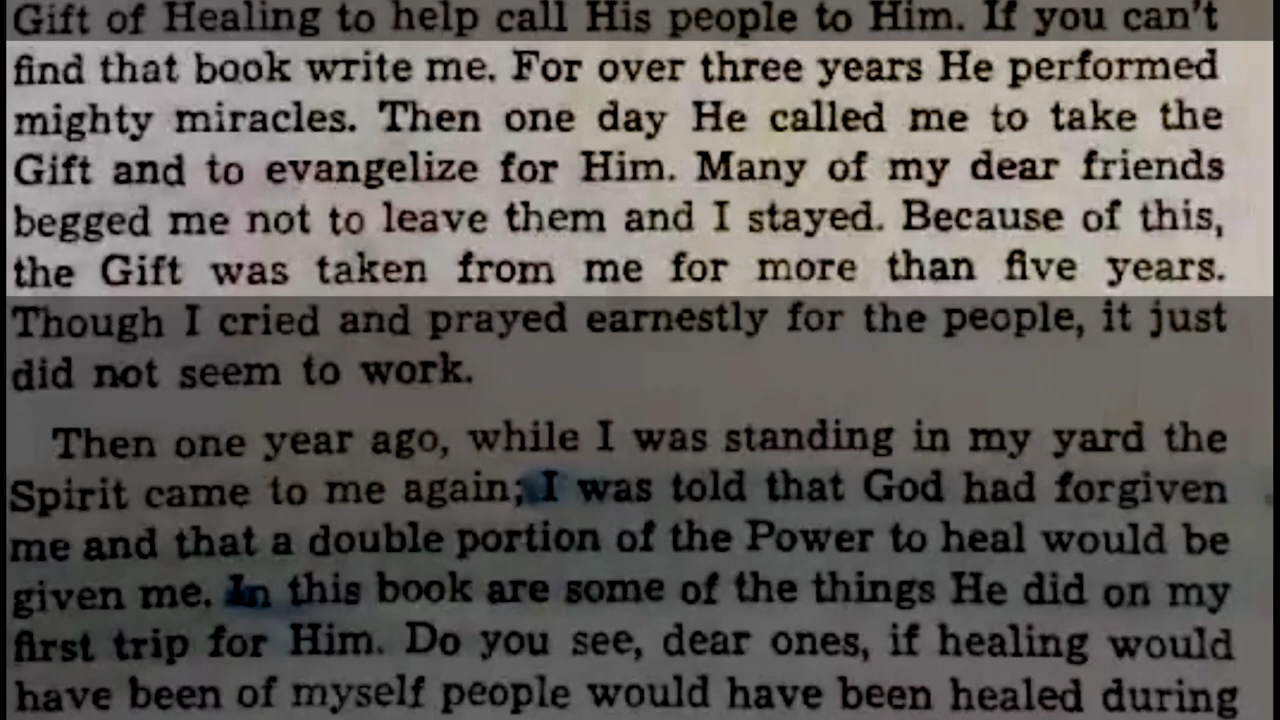 Gift of Healing to help call His people to Him. If you can't
find that book write me. For over three years He performed
mighty miracles. Then one day He called me to take the
Gift and to evangelize for Him. Many of my dear friends
begged me not to leave them and I stayed. Because of this,
the Gift was taken from me for more than five years.
Though I cried and prayed earnestly for the people, it just
did not seem to work.
Then one year ago, while I was standing in my yard the
Spirit came to me again; I was told that God had forgiven
me and that a double portion of the Power to heal would be
given me. In this book are some of the things He did on my
first trip for Him. Do you see, dear ones, if healing would
have been of myself people would have been healed during